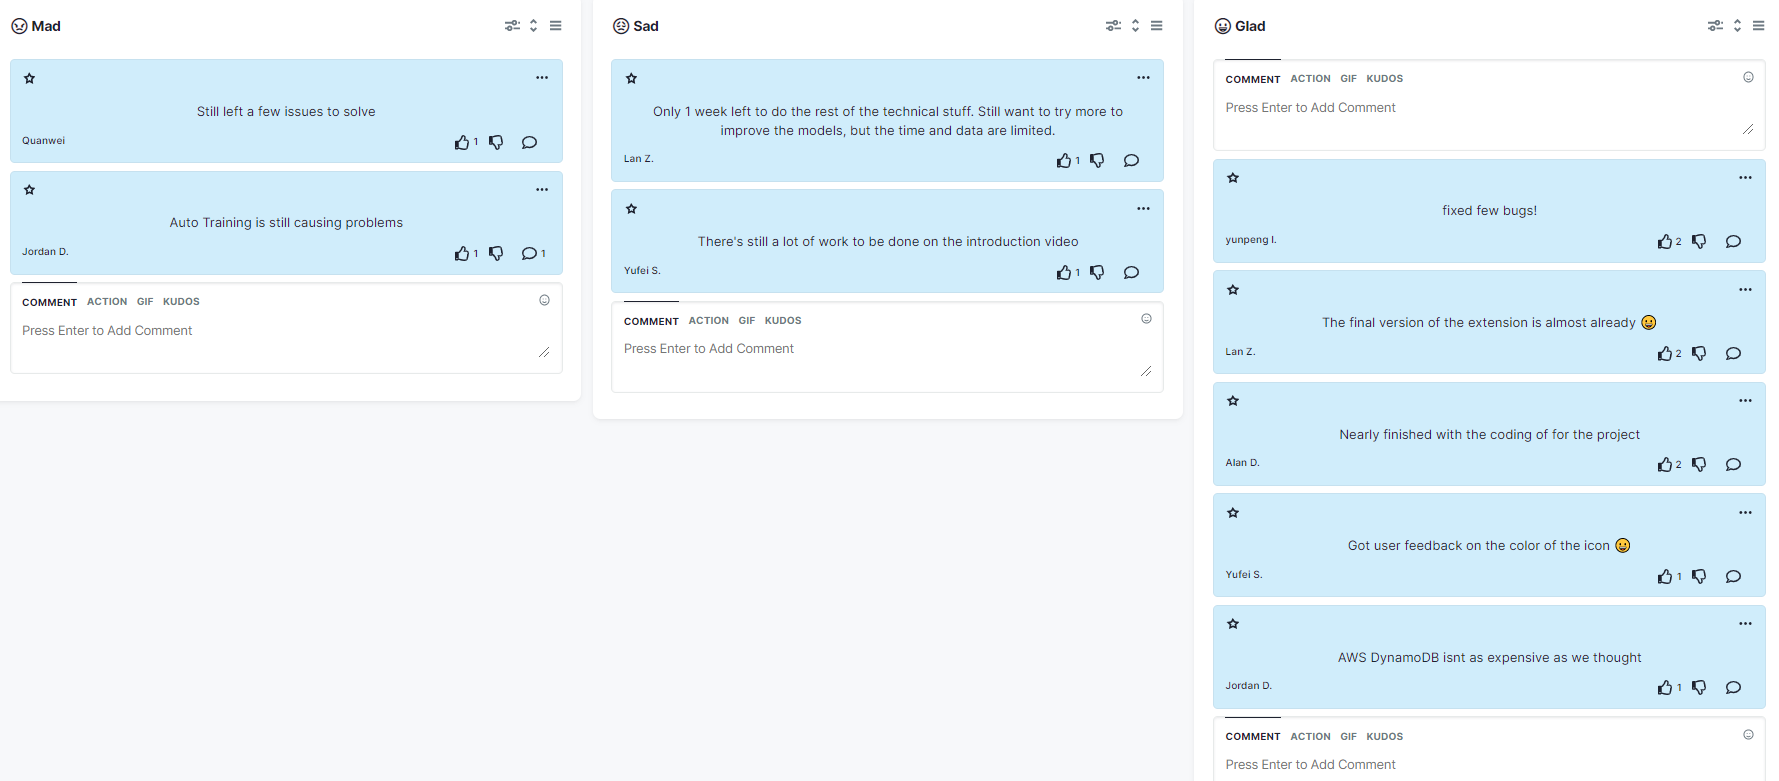 Mad
Still left a few issues to solve
Quanwei
1
Auto Training is still causing problems
Jordan D.
1
1
COMMENT ACTION GIF KUDOS
Press Enter to Add Comment
Sad
Only 1 week left to do the rest of the technical stuff. Still want to try more to
improve the models, but the time and data are limited.
Lan Z.
1
There's still a lot of work to be done on the introduction video
Yufei S.
1
COMMENT ACTION GIF KUDOS
Press Enter to Add Comment
Glad
COMMENT ACTION GIF KUDOS
Press Enter to Add Comment
fixed few bugs!
yunpeng l.
2
The final version of the extension is almost already 😀
Lan Z.
2
Nearly finished with the coding of for the project
Alan D.
2
Got user feedback on the color of the icon 😀
Yufei S.
1
AWS DynamoDB isnt as expensive as we thought
Jordan D.
1
COMMENT ACTION GIF KUDOS
Press Enter to Add Comment